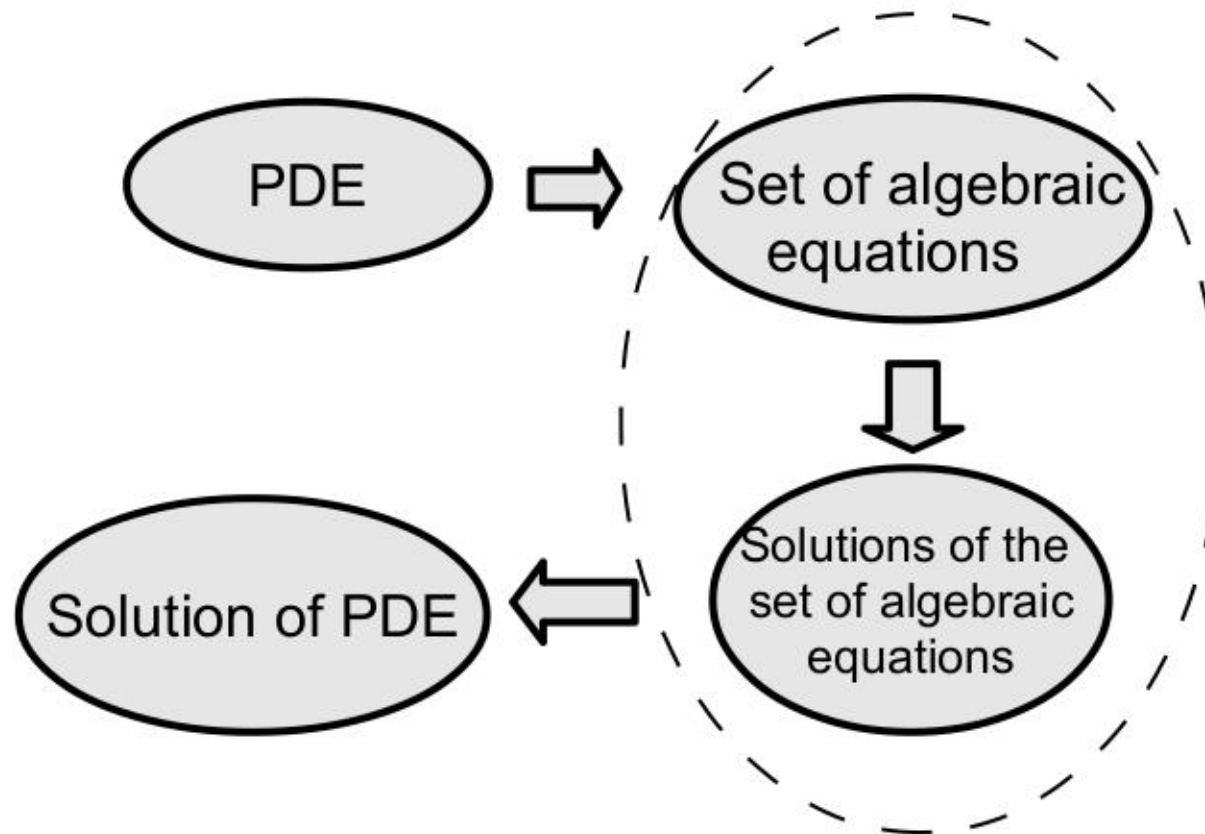 PDE
Set of algebraic
equations
Solutions of the
set of algebraic
equations
Solution of PDE